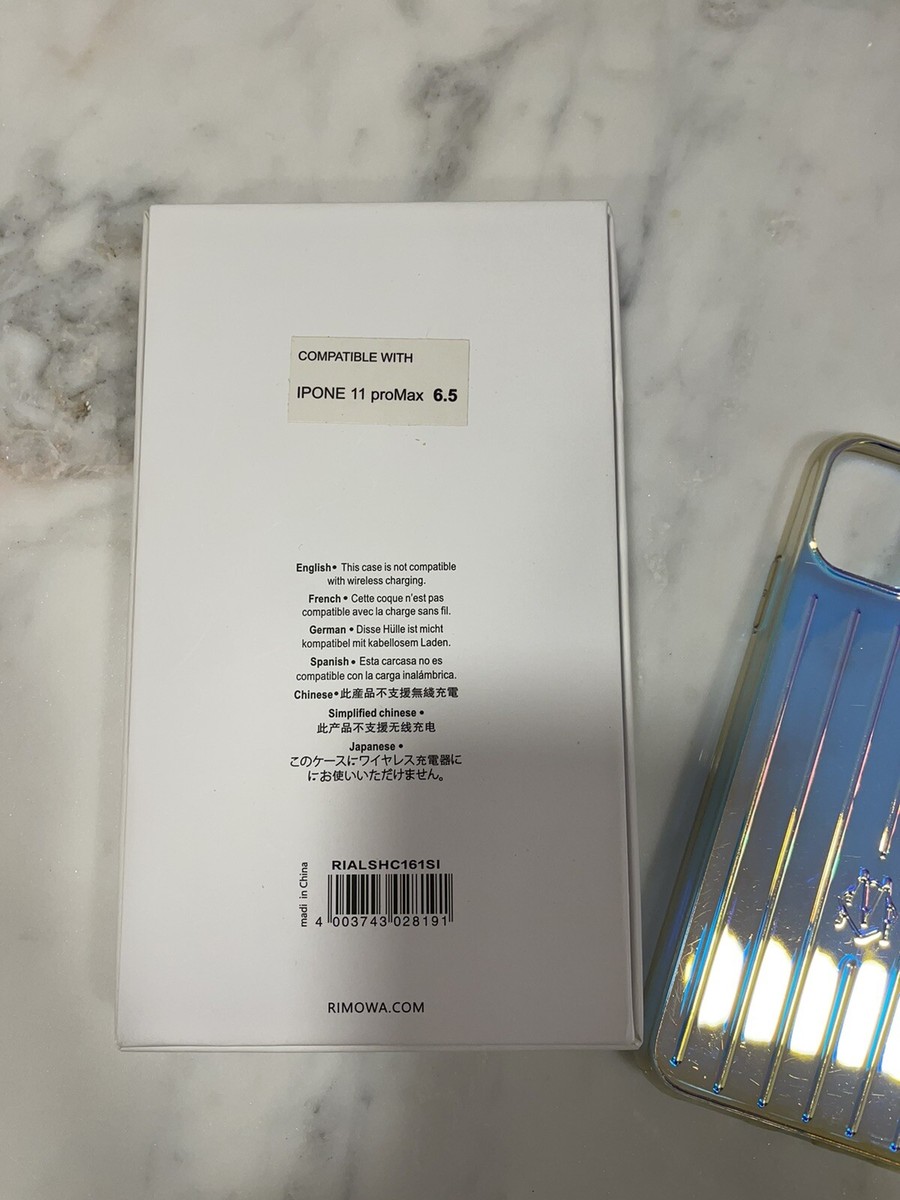 COMPATIBLE WITH
IPONE 11 proMax 6.5
English• This case is not compatible
with wireless charging.
French • Cette coque n'est pas
compatible avec la charge sans fil.
German • Disse Hülle ist micht
kompatibel mit kabellosem Laden.
Spanish • Esta carcasa no es
compatible con la carga inalámbrica.
Chinese•此産品不支援無綫充電
Simplified chinese •
此产品不支援无线充电
Japanese •
このケースにワイヤレス充電器に
にお使いいただけません。
RIALSHC161SI
madi in China
4 003743 028191
RIMOWA.COM